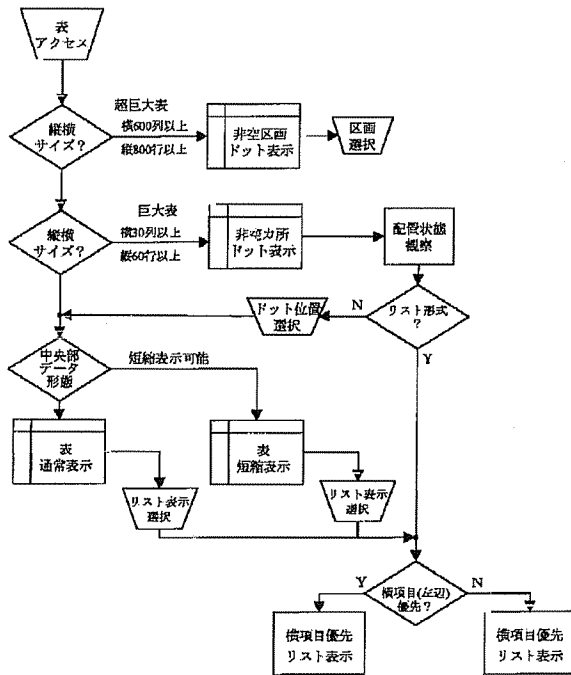 表
アクセス
超巨大表
縦横
サイズ?
横600列以上
縦800行以上
非空区画
ドット表示
区画
選択
巨大表
縦横
サイズ?
横30列以上
縦60行以上
ドット表示
配置状態
観察
ドット位置
選択
N
リスト形式
?
Y
中央部
データ
形態
短縮表示可能
表
通常表示
表
短縮表示
リスト表示
選択
リスト表示
選択
Y
横項目(左辺)
優先?
N
横項目優先
リスト表示
横項目優先
リスト表示